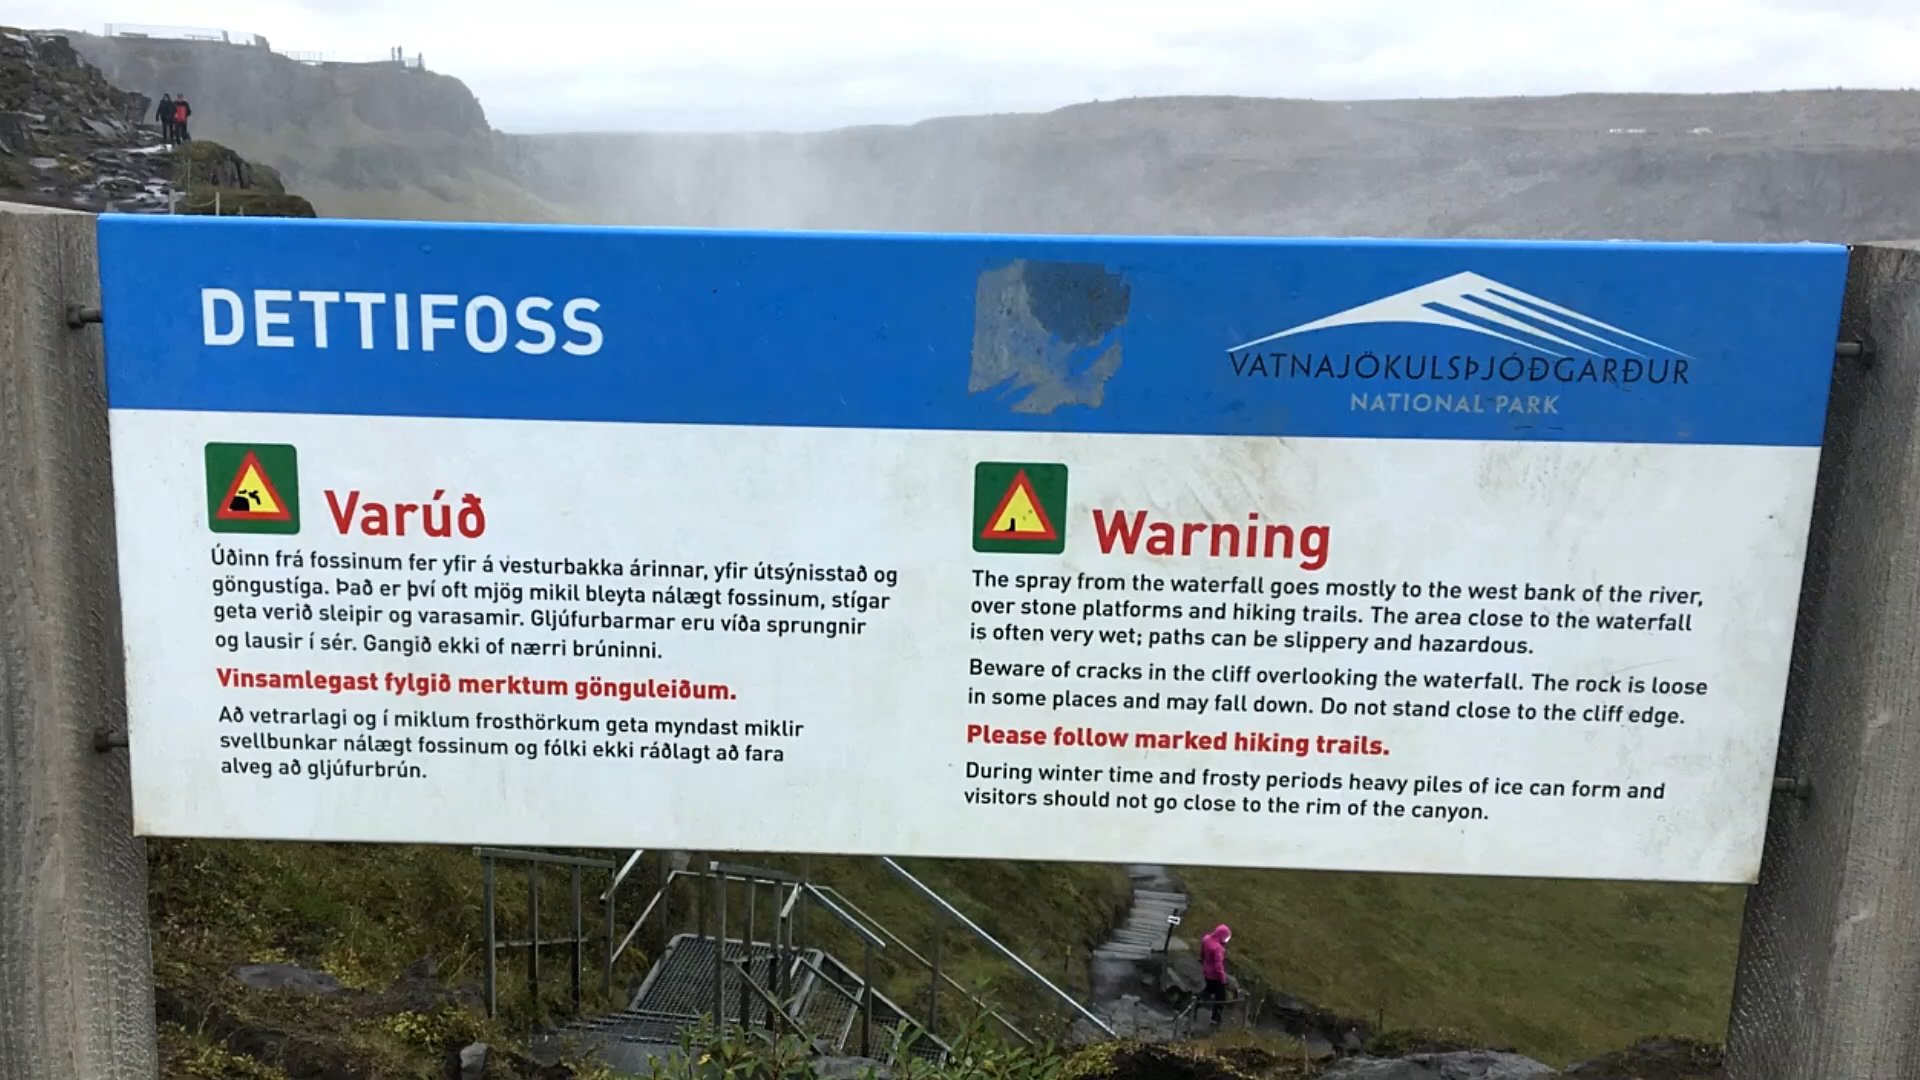 DETTIFOSS
VATNAJÖKULSÞJÓÐGARÐUR
NATIONAL PARK
Varúð
Úðinn frá fossinum fer yfir á vesturbakka árinnar, yfir útsýnisstað og
göngustíga. Það er því oft mjög mikil bleyta nálægt fossinum, stígar
geta verið sleipir og varasamir. Gljúfurbarmar eru víða sprungnir
og lausir í sér. Gangið ekki of nærri brúninni.
Vinsamlegast fylgið merktum gönguleiðum.
Að vetrarlagi og í miklum frosthörkum geta myndast miklir
svellbunkar nálægt fossinum og fólki ekki ráðlagt að fara
alveg að gljúfurbrún.
Warning
The spray from the waterfall goes mostly to the west bank of the river,
over stone platforms and hiking trails. The area close to the waterfall
is often very wet; paths can be slippery and hazardous.
Beware of cracks in the cliff overlooking the waterfall. The rock is loose
in some places and may fall down. Do not stand close to the cliff edge.
Please follow marked hiking trails.
During winter time and frosty periods heavy piles of ice can form and
visitors should not go close to the rim of the canyon.